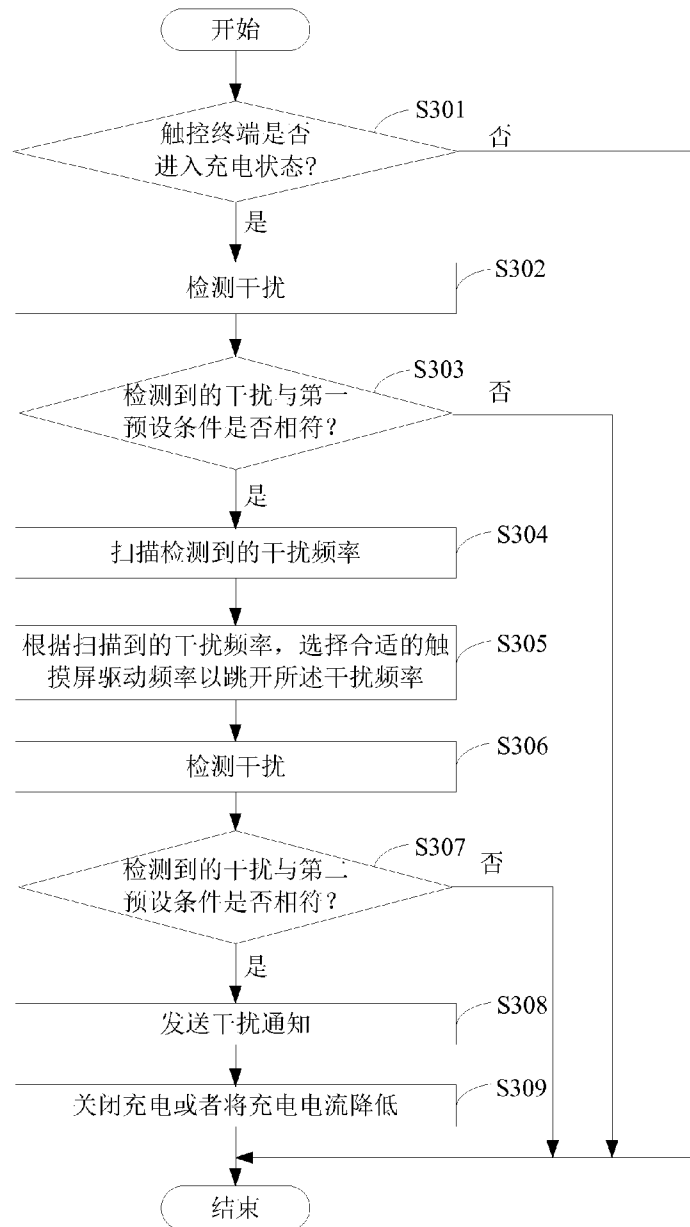 开始
S301
触控终端是否
进入充电状态?
否
是
S302
检测干扰
S303
检测到的干扰与第一
预设条件是否相符?
否
是
S304
扫描检测到的干扰频率
S305
根据扫描到的干扰频率，选择合适的触
摸屏驱动频率以跳开所述干扰频率
S306
检测干扰
S307
检测到的干扰与第二
预设条件是否相符?
否
是
S308
发送干扰通知
S309
关闭充电或者将充电电流降低
结束